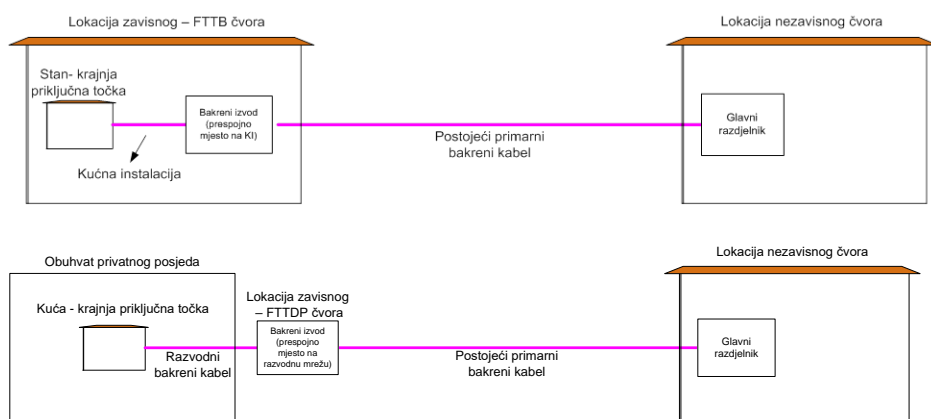 Lokacija zavisnog – FTTB čvora
Lokacija nezavisnog čvora
Stan- krajnja
priključna točka
Bakreni izvod
(prespojno
mjesto na KI)
Kućna instalacija
Postojeći primarni
bakreni kabel
Glavni
razdjelnik
Obuhvat privatnog posjeda
Lokacija nezavisnog čvora
Kuća - krajnja priključna točka
Lokacija zavisnog
– FTTDP čvora
Bakreni izvod
(prespojno
mjesto na
razvodnu mrežu)
Razvodni
bakreni kabel
Postojeći primarni
bakreni kabel
Glavni
razdjelnik